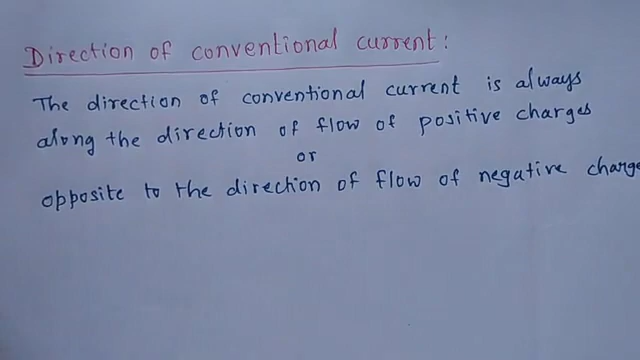 Direction of conventional current :
The direction of conventional current is always
along the direction of flow of positive charges
or
opposite to the direction of flow of negative charge